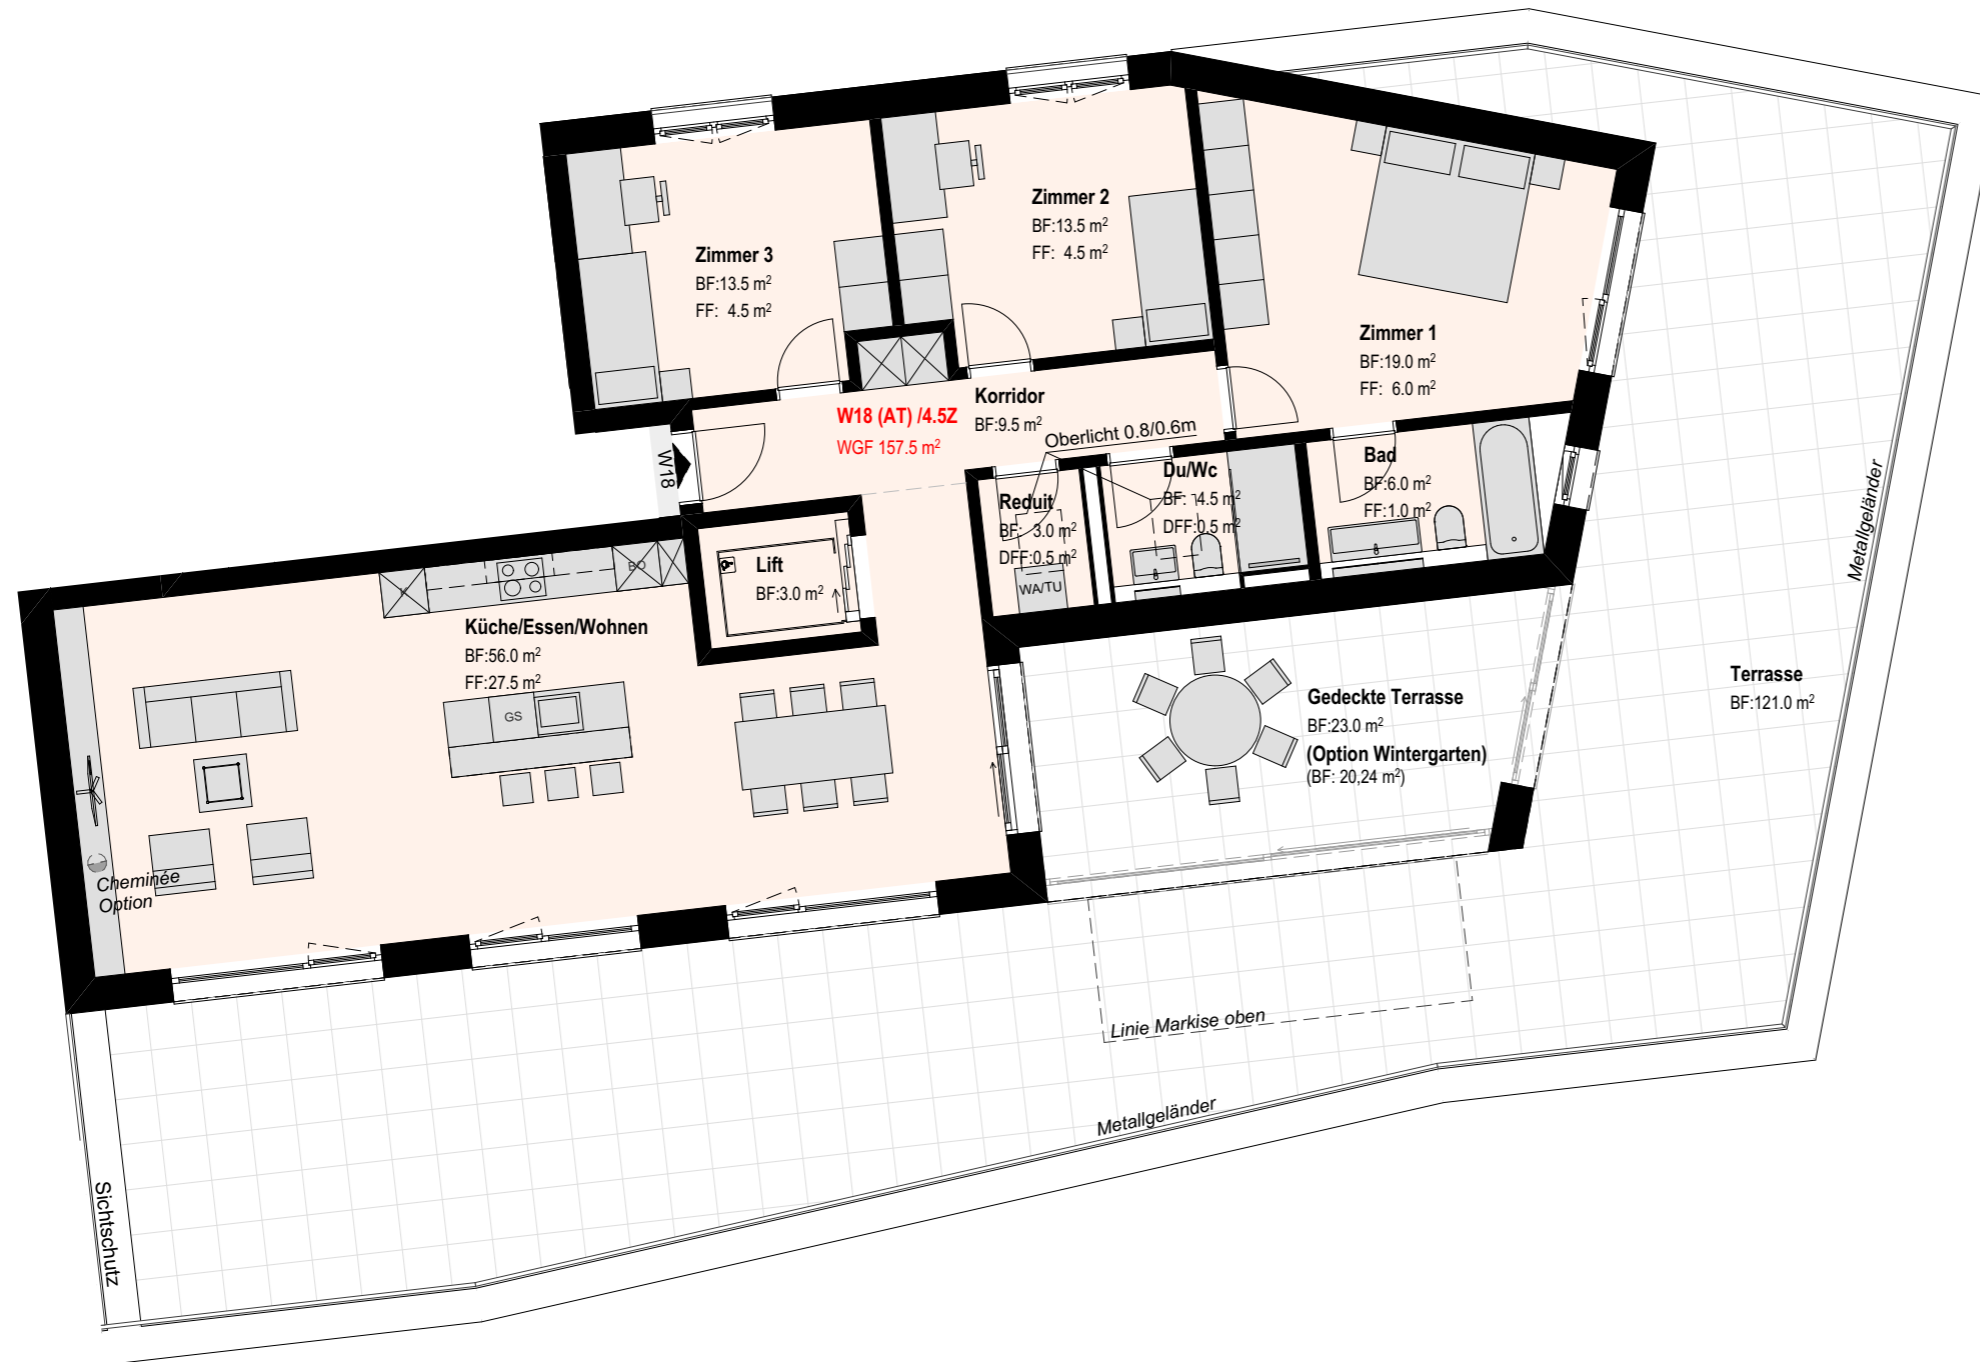 Zimmer 2
BF:13.5 m²
FF: 4.5 m²
Zimmer 3
BF:13.5 m²
FF: 4.5 m²
Zimmer 1
BF:19.0 m²
FF: 6.0 m²
Korridor
BF:9.5 m²
W18 (AT) /4.5Z
WGF 157.5 m²
Oberlicht 0.8/0.6m
W18
Du/Wc
BF: 4.5 m²
DFF:0.5 m²
Bad
BF:6.0 m²
FF:1.0 m²
Reduit
BF: 3.0 m²
DFF:0.5 m²
WA/TU
Lift
BF:3.0 m²
Küche/Essen/Wohnen
BF:56.0 m²
FF:27.5 m²
GS
Gedeckte Terrasse
BF:23.0 m²
(Option Wintergarten)
(BF: 20,24 m²)
Terrasse
BF:121.0 m²
Metallgeländer
Cheminée
Option
Linie Markise oben
Metallgeländer
Sichtschutz